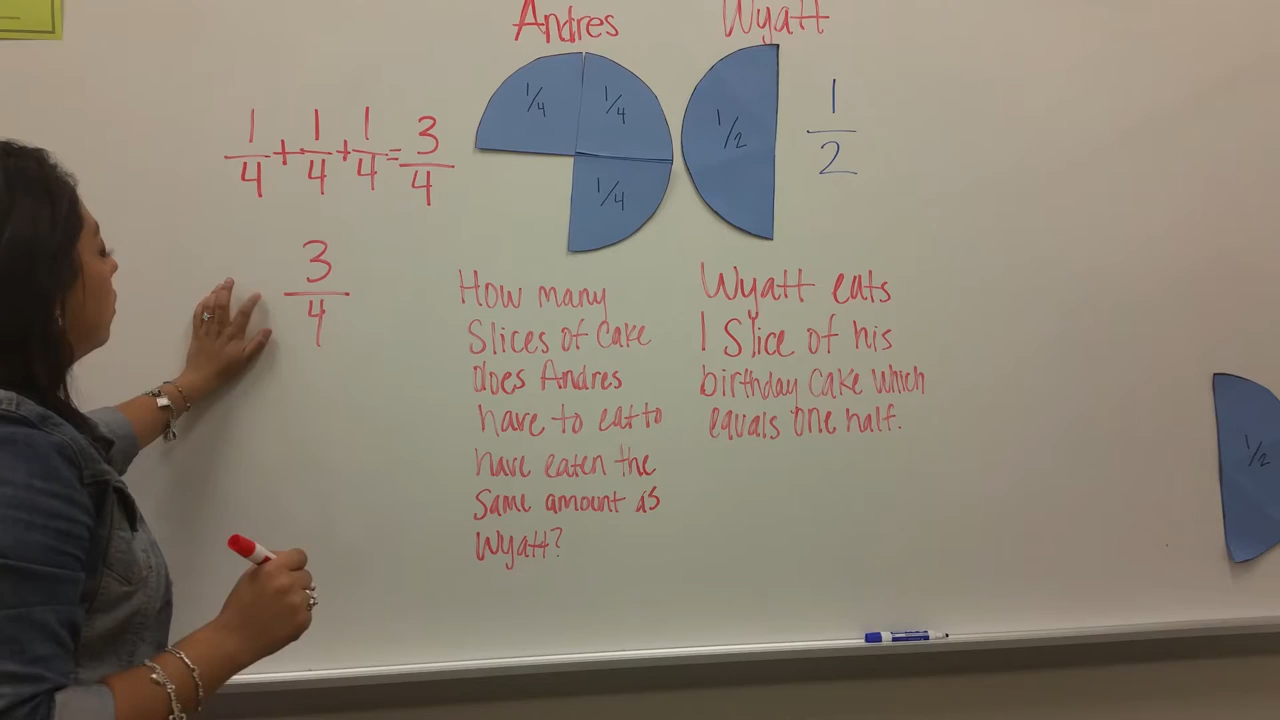 Andres
Wyatt
1/4 + 1/4 + 1/4 = 3/4
3/4
1/4
1/4
1/4
1/2
1/2
How many
Slices of cake
does Andres
have to eat to
have eaten the
same amount as
Wyatt?
Wyatt eats
1 Slice of his
birthday cake which
equals one half.
1/2